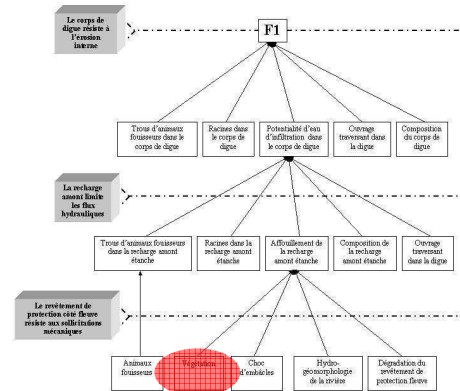 Le corps de
digue résiste à
l'érosion
interne
F1
Trous d'animaux
fouisseurs dans le
corps de digue
Racines dans
le corps de
digue
Potentialité d'eau
d'infiltration dans
le corps de digue
Ouvrage
traversant dans
la digue
Composition
du corps de
digue
La recharge
amont limite
les flux
hydrauliques
Trous d'animaux fouisseurs
dans la recharge amont
étanche
Racines dans la
recharge amont
étanche
Affouillement de
la recharge
amont étanche
Composition de
la recharge
amont étanche
Ouvrage
traversant
dans la digue
Le revêtement de
protection côté fleuve
résiste aux sollicitations
mécaniques
Animaux
fouisseurs
Végétation
Choc
d'embâcles
Hydro-
géomorphologie
de la rivière
Dégradation du
revêtement de
protection fleuve